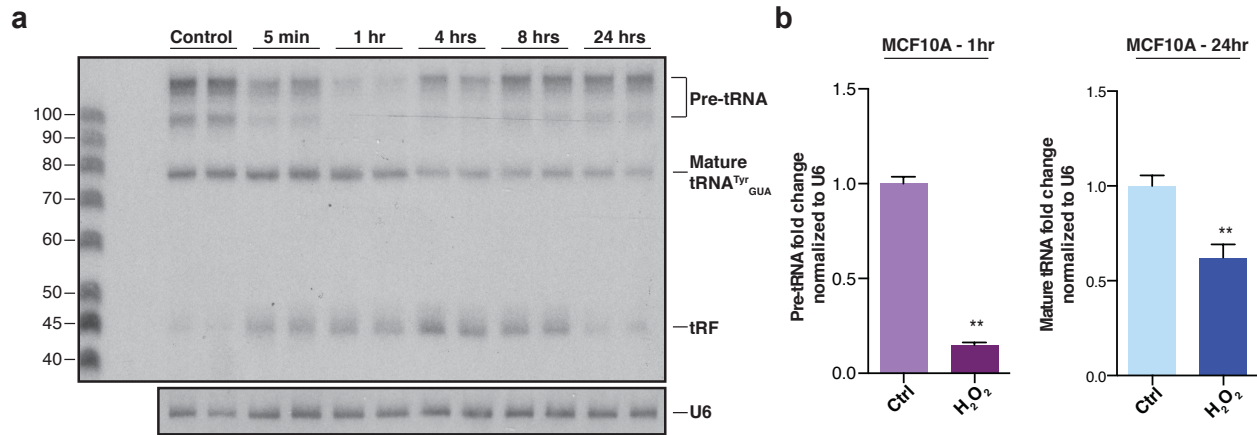 a
Control 5 min 1 hr 4 hrs 8 hrs 24 hrs
100
90
80
70
60
50
45
40
Pre-tRNA
Mature
tRNATyr
GUA
tRF
U6
b
MCF10A - 1hr
Pre-tRNA fold change
normalized to U6
1.5
1.0
0.5
0.0
**
Ctrl
H2O2
MCF10A - 24hr
Mature tRNA fold change
normalized to U6
1.5
1.0
0.5
0.0
**
Ctrl
H2O2